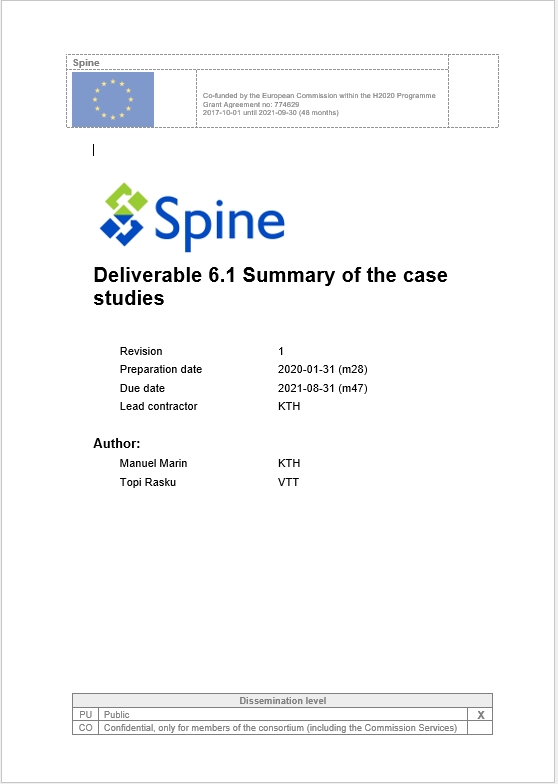 Spine
Co-funded by the European Commission within the H2020 Programme
Grant Agreement no: 774629
2017-10-01 until 2021-09-30 (48 months)
Spine
Deliverable 6.1 Summary of the case
studies
Revision 1
Preparation date 2020-01-31 (m28)
Due date 2021-08-31 (m47)
Lead contractor KTH
Author:
Manuel Marin KTH
Topi Rasku VTT
Dissemination level
PU Public X
CO Confidential, only for members of the consortium (including the Commission Services)